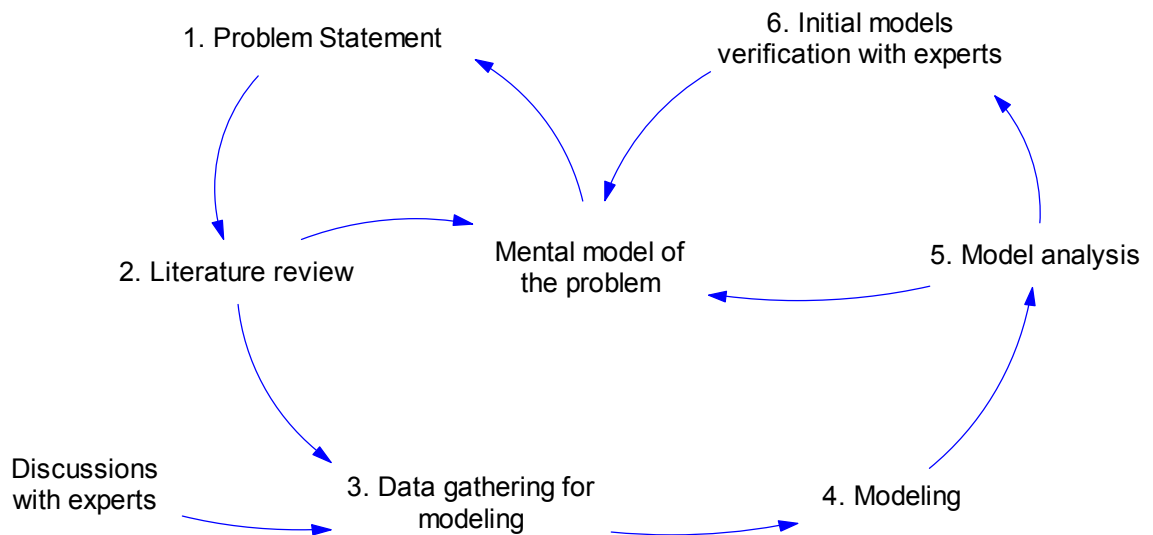 1. Problem Statement
6. Initial models
verification with experts
2. Literature review
Mental model of
the problem
5. Model analysis
Discussions
with experts
3. Data gathering for
modeling
4. Modeling